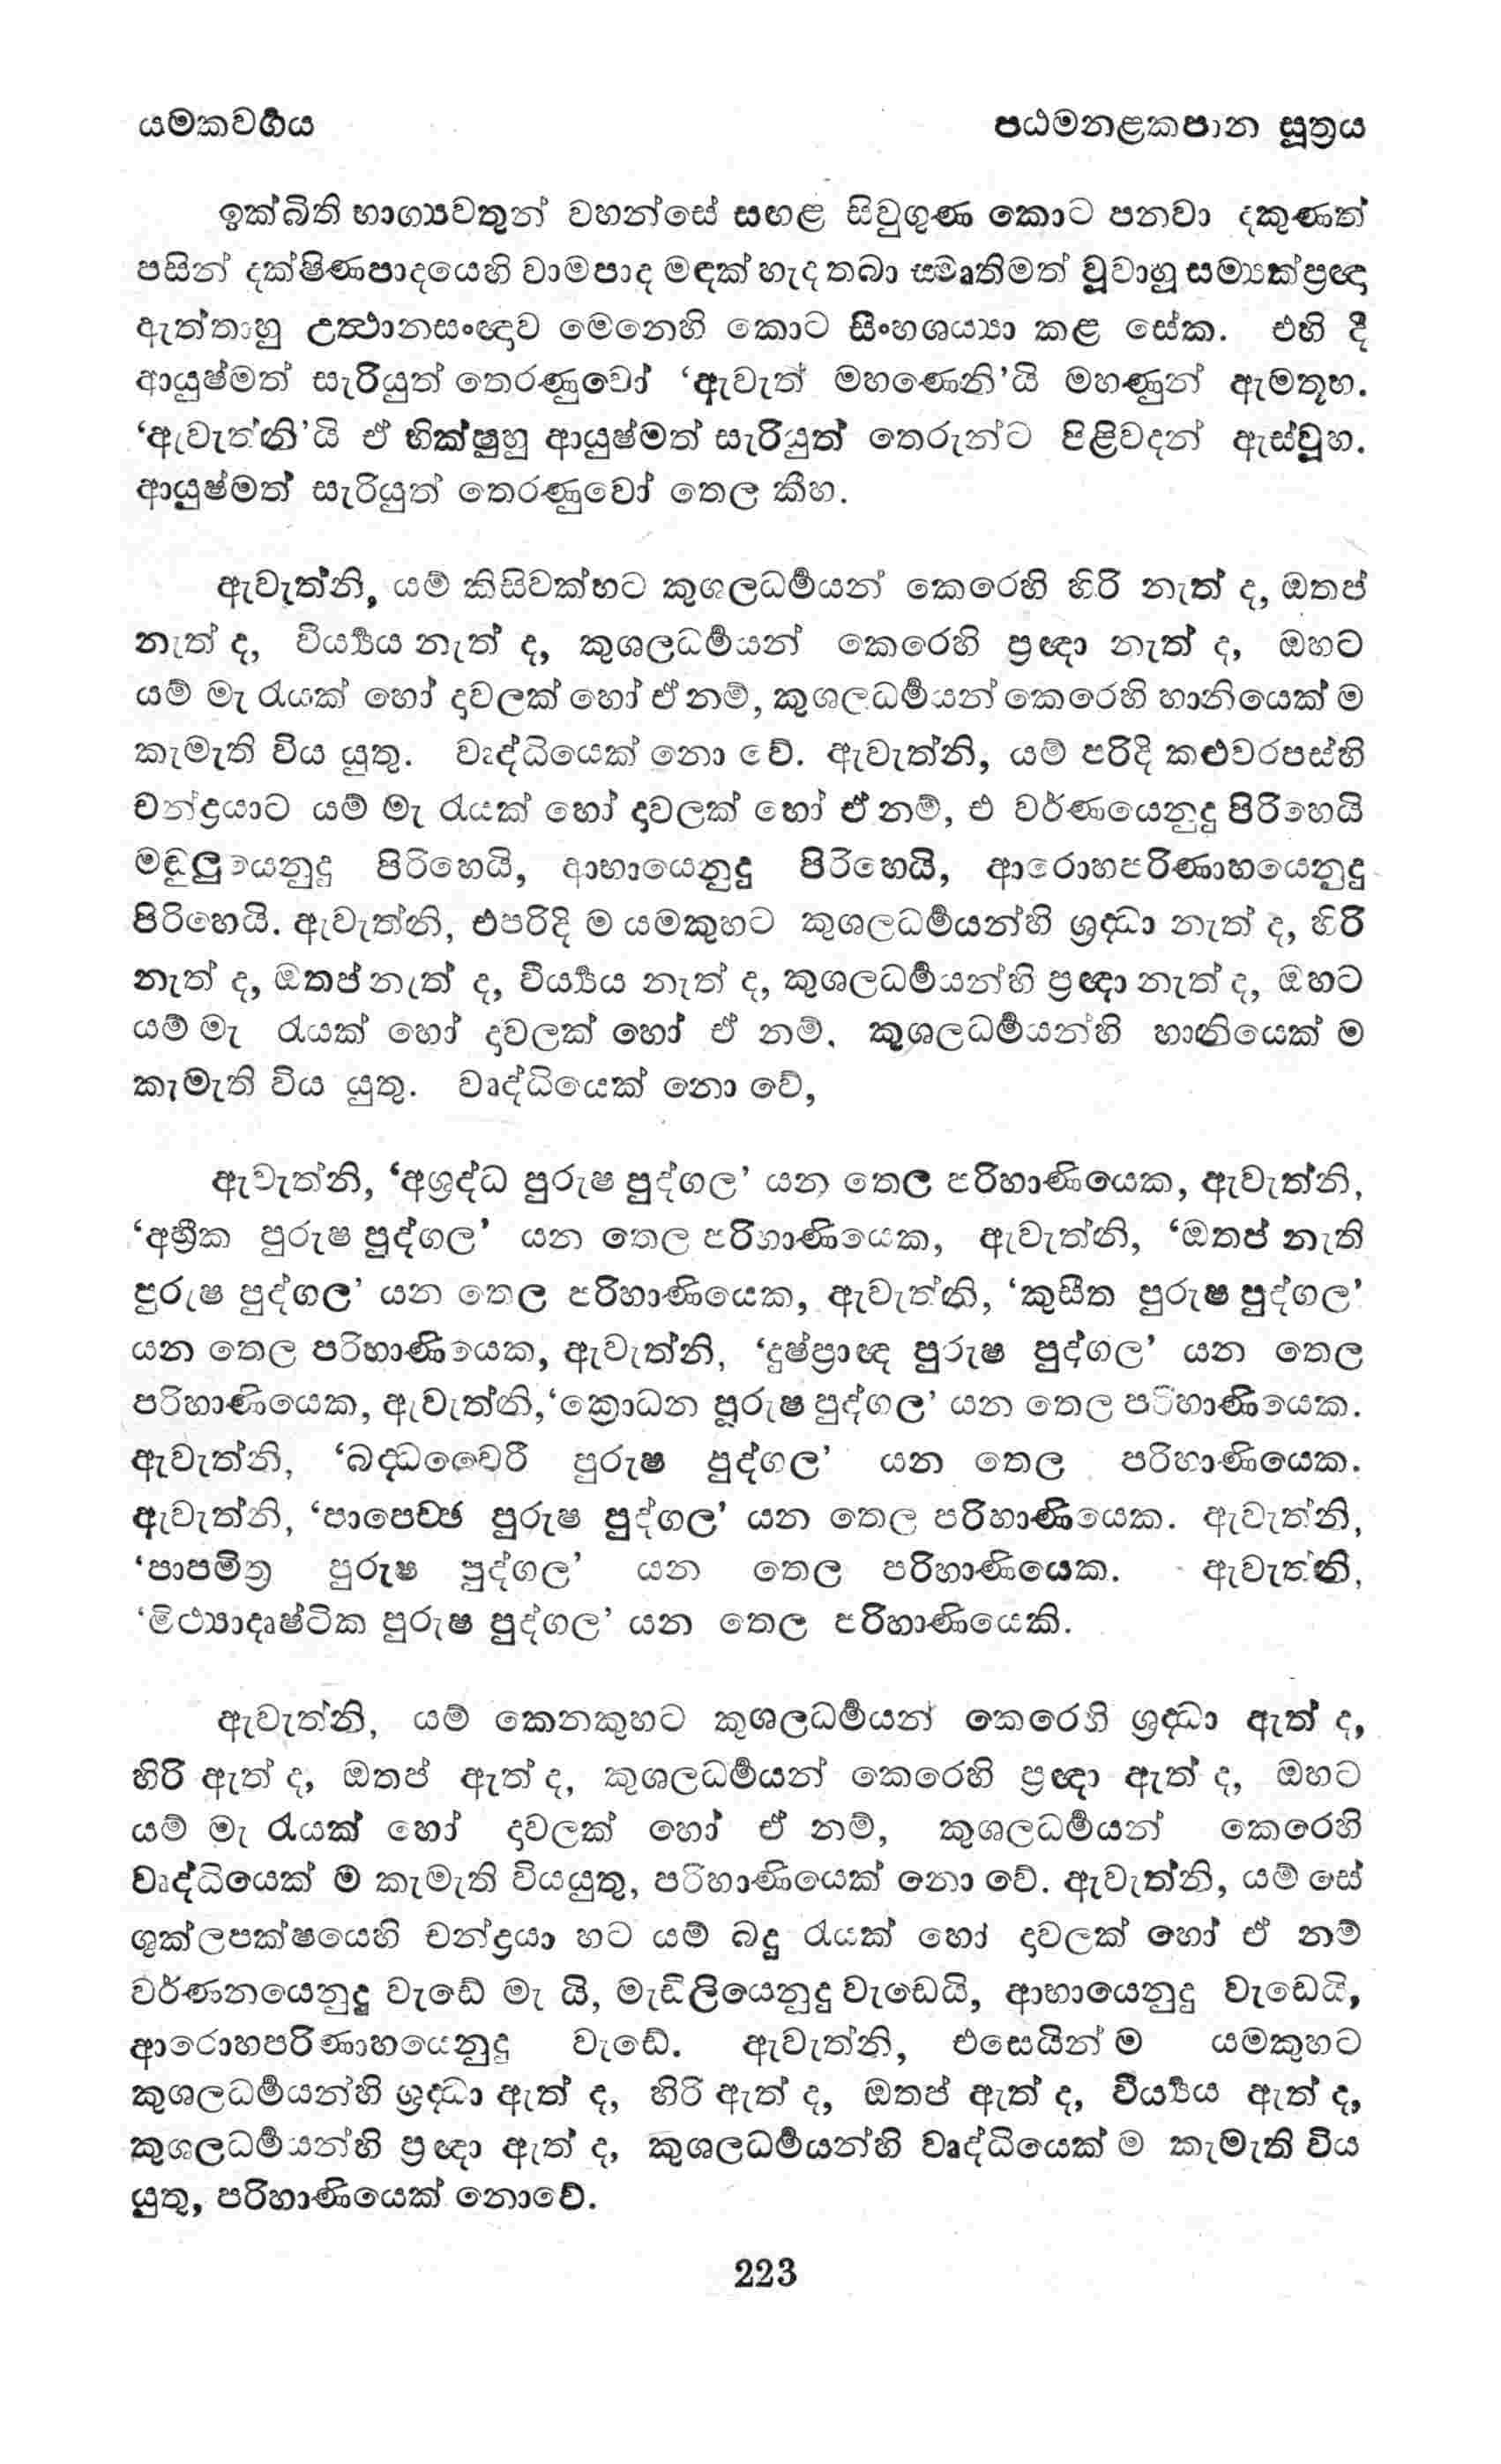 යමකවර්‍ගය
පඨමනළකපාන සූත්‍රය
ඉක්බිති භාග්‍යවතුන් වහන්සේ සඟළ සිවුගුණ කොට පනවා දකුණත්
පසින් දක්ෂිණපාදයෙහි වාමපාද මඳක් හැද තබා සමෘතිමත් වූවාහු සම්‍යක්ප්‍රඥා
ඇත්තාහු උත්‍ථානසංඥාව මෙනෙහි කොට සිංහශය්‍යා කළ සේක. එහි දී
ආයුෂ්මත් සැරියුත් තෙරණුවෝ ‘ඇවැත් මහණෙනි’යි මහණුන් ඇමතූහ.
‘ඇවැත්නි’යි ඒ භික්ෂුහු ආයුෂ්මත් සැරියුත් තෙරුන්ට පිළිවදන් ඇස්වූහ.
ආයුෂ්මත් සැරියුත් තෙරණුවෝ තෙල කීහ.
ඇවැත්නි, යම් කිසිවක්හට කුශලධර්‍මයන් කෙරෙහි හිරි නැත් ද, ඔතප්
නැත් ද, වීර්‍ය්‍යය නැත් ද, කුශලධර්‍මයන් කෙරෙහි ප්‍රඥා නැත් ද, ඔහට
යම් මැ රැයක් හෝ දවලක් හෝ ඒ නම්, කුශලධර්‍මයන් කෙරෙහි හානියෙක් ම
කැමැති විය යුතු. වෘද්ධියෙක් නො වේ. ඇවැත්නි, යම් පරිදි කළුවරපස්හි
චන්ද්‍රයාට යම් මැ රැයක් හෝ දවලක් හෝ ඒ නම්, එ වර්ණයෙනුදු පිරිහෙයි
මඬුලුයෙනුදු පිරිහෙයි, ආභායෙනුදු පිරිහෙයි, ආරොහපරිණාහයෙනුදු
පිරිහෙයි. ඇවැත්නි, එපරිදි ම යමකුහට කුශලධර්‍මයන්හි ශ්‍රද්‍ධා නැත් ද, හිරි
නැත් ද, ඔතප් නැත් ද, වීර්‍ය්‍යය නැත් ද, කුශලධර්‍මයන්හි ප්‍රඥා නැත් ද, ඔහට
යම් මැ රැයක් හෝ දවලක් හෝ ඒ නම්, කුශලධර්‍මයන්හි හානියෙක් ම
කැමැති විය යුතු. වෘද්ධියෙක් නො වේ,
ඇවැත්නි, ‘අශ්‍රද්ධ පුරුෂ පුද්ගල’ යන තෙල පරිහාණියෙක, ඇවැත්නි,
‘අහ්‍රීක පුරුෂ පුද්ගල’ යන තෙල පරිහාණියෙක, ඇවැත්නි, ‘ඔතප් නැති
පුරුෂ පුද්ගල’ යන තෙල පරිහාණියෙක, ඇවැත්නි, ‘කුසීත පුරුෂ පුද්ගල’
යන තෙල පරිහාණියෙක, ඇවැත්නි, ‘දුෂ්ප්‍රාඥ පුරුෂ පුද්ගල’ යන තෙල
පරිහාණියෙක, ඇවැත්නි, ‘ක්‍රොධන පුරුෂ පුද්ගල’ යන තෙල පරිහාණියෙක.
ඇවැත්නි, ‘බද්‍ධවෛරී පුරුෂ පුද්ගල’ යන තෙල පරිහාණියෙක.
ඇවැත්නි, ‘පාපෙච්ඡ පුරුෂ පුද්ගල’ යන තෙල පරිහාණියෙක. ඇවැත්නි,
‘පාපමිත්‍ර පුරුෂ පුද්ගල’ යන තෙල පරිහාණියෙක. ඇවැත්නි,
‘මිථ්‍යාදෘෂ්ටික පුරුෂ පුද්ගල’ යන තෙල පරිහාණියෙකි.
ඇවැත්නි, යම් කෙනකුහට කුශලධර්‍මයන් කෙරෙහි ශ්‍රද්‍ධා ඇත් ද,
හිරි ඇත් ද, ඔතප් ඇත් ද, කුශලධර්‍මයන් කෙරෙහි ප්‍රඥා ඇත් ද, ඔහට
යම් මැ රැයක් හෝ දවලක් හෝ ඒ නම්, කුශලධර්‍මයන් කෙරෙහි
වෘද්ධියෙක් ම කැමැති වියයුතු, පරිහාණියෙක් නො වේ. ඇවැත්නි, යම් සේ
ශුක්ලපක්ෂයෙහි චන්ද්‍රයා හට යම් බදු රැයක් හෝ දවලක් හෝ ඒ නම්
වර්ණනයෙනුදු වැඩේ මැ යි, මැඩිලියෙනුදු වැඩෙයි, ආභායෙනුදු වැඩෙයි,
ආරොහපරිණාහයෙනුදු වැඩේ. ඇවැත්නි, එසෙයින් ම යමකුහට
කුශලධර්‍මයන්හි ශ්‍රද්‍ධා ඇත් ද, හිරි ඇත් ද, ඔතප් ඇත් ද, වීර්‍ය්‍යය ඇත් ද,
කුශලධර්‍මයන්හි ප්‍රඥා ඇත් ද, කුශලධර්‍මයන්හි වෘද්ධියෙක් ම කැමැති විය
යුතු, පරිහාණියෙක් නොවේ.
223